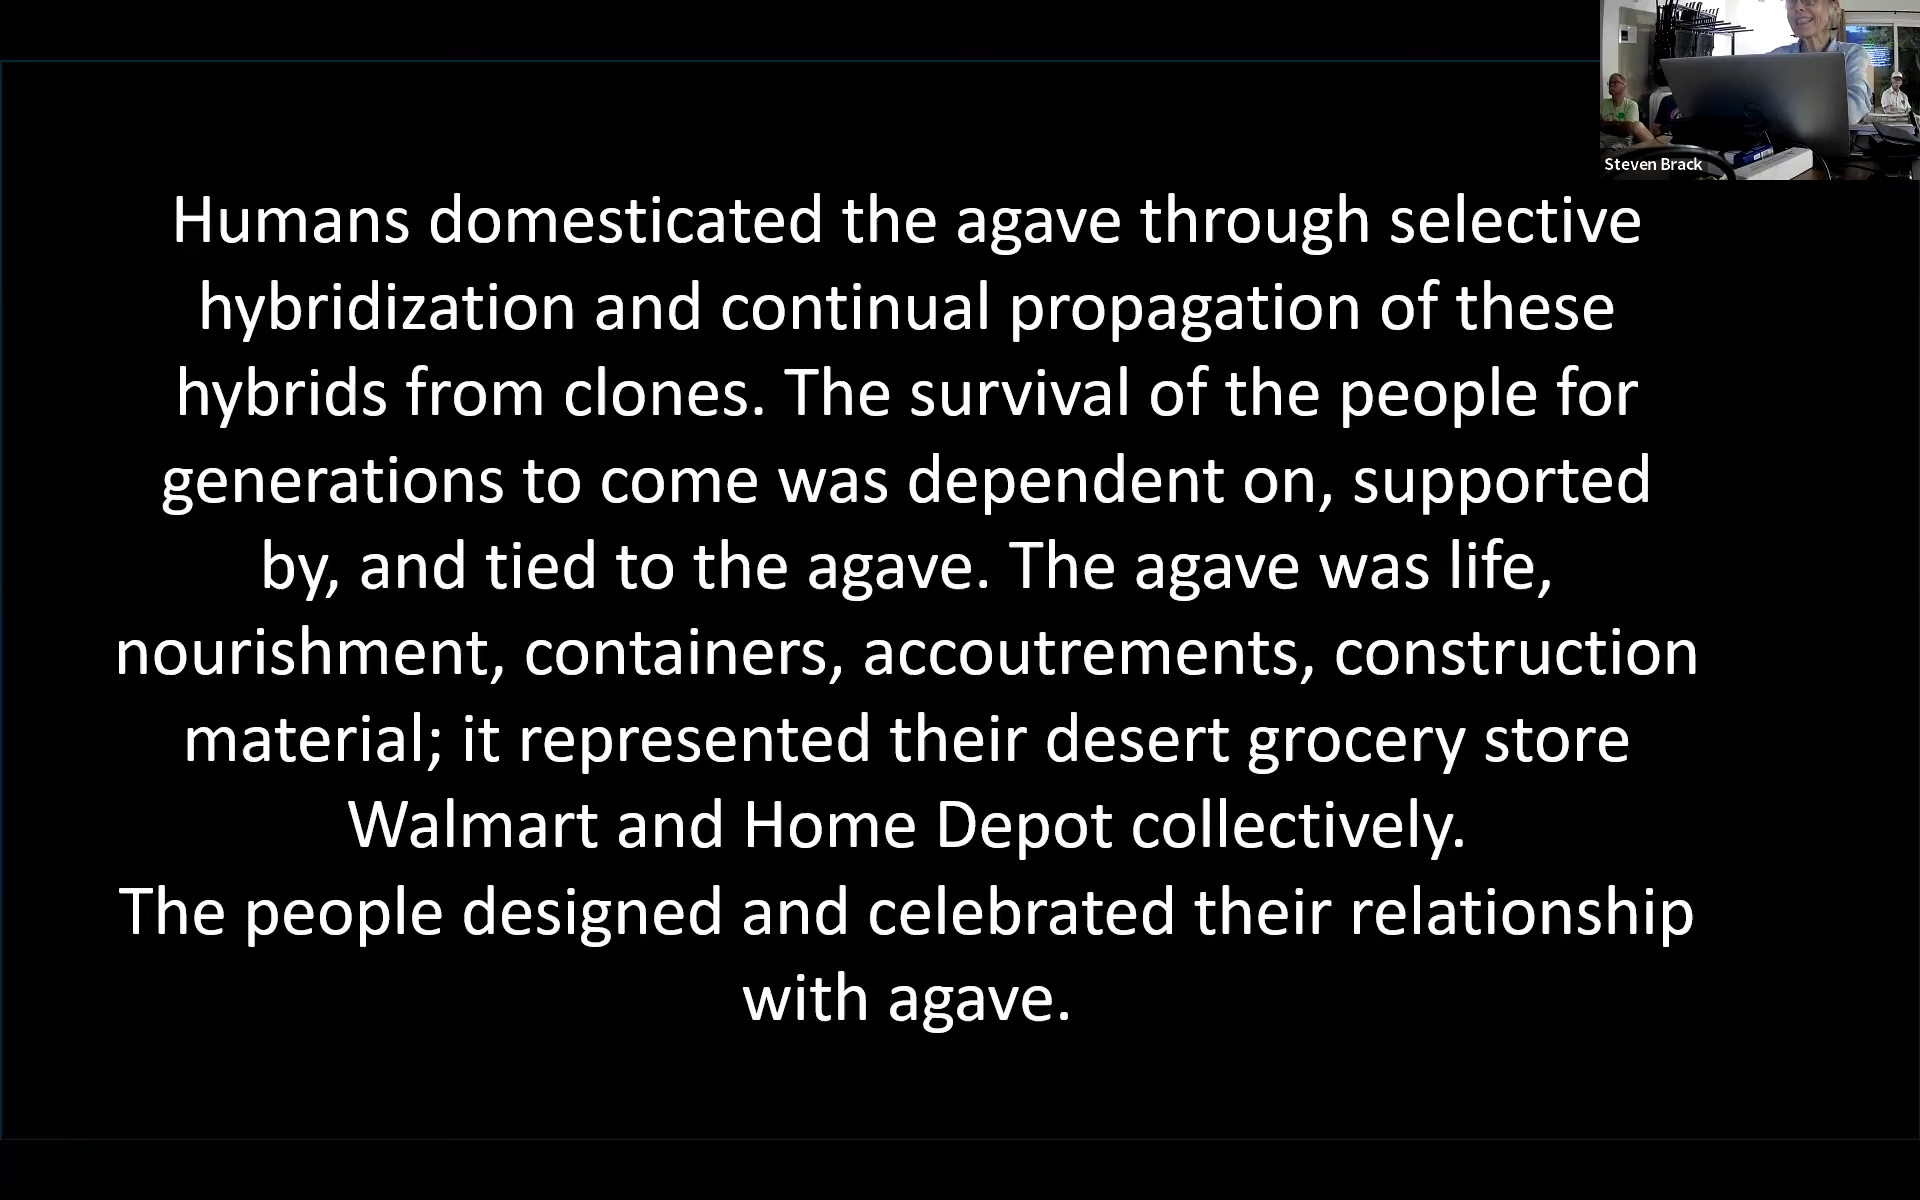 Steven Brack
Humans domesticated the agave through selective
hybridization and continual propagation of these
hybrids from clones. The survival of the people for
generations to come was dependent on, supported
by, and tied to the agave. The agave was life,
nourishment, containers, accoutrements, construction
material; it represented their desert grocery store
Walmart and Home Depot collectively.
The people designed and celebrated their relationship
with agave.